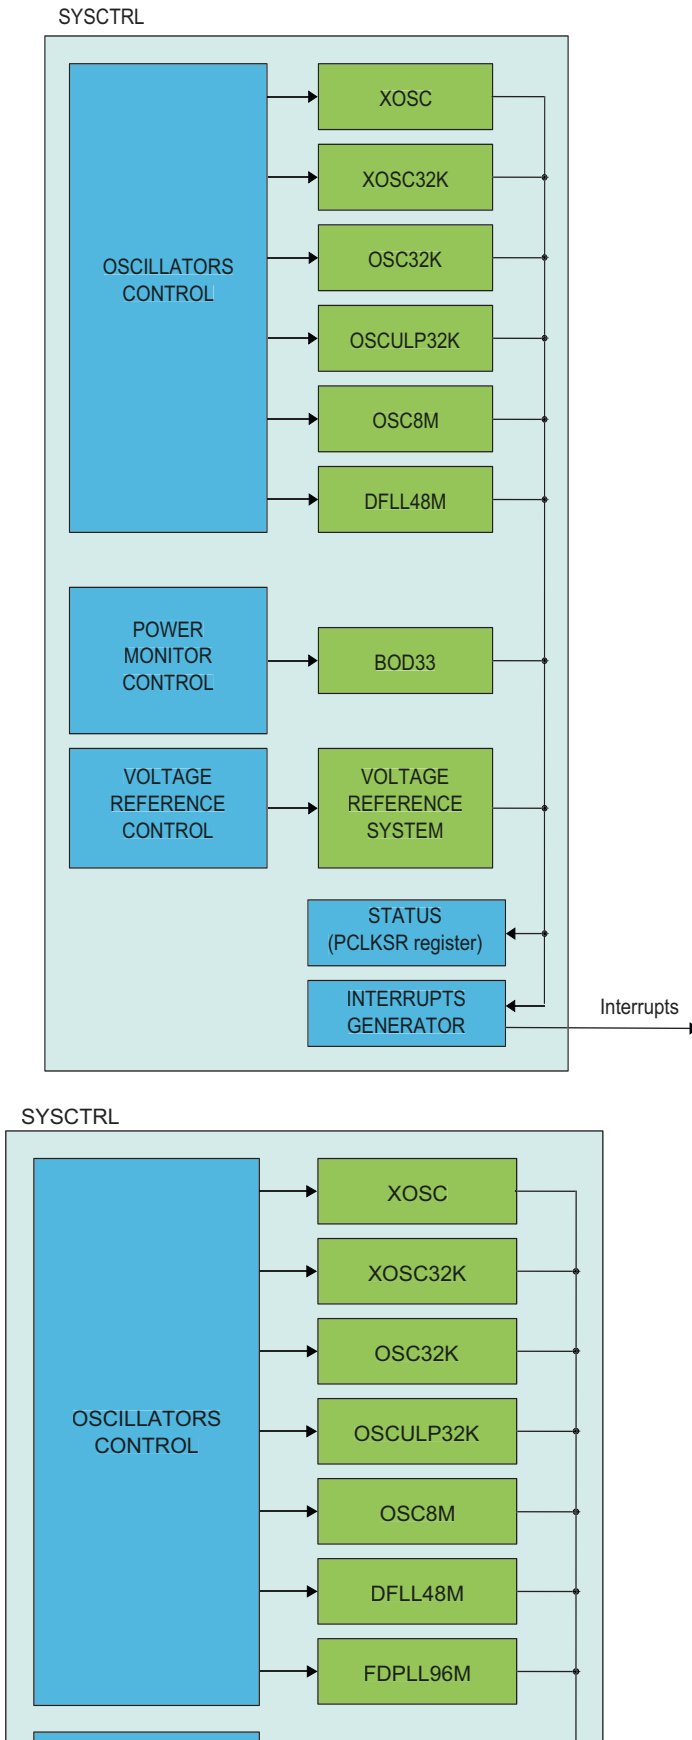 SYSCTRL
XOSC
XOSC32K
OSCILLATORS
CONTROL
OSC32K
OSCULP32K
OSC8M
DFLL48M
POWER
MONITOR
CONTROL
BOD33
VOLTAGE
REFERENCE
CONTROL
VOLTAGE
REFERENCE
SYSTEM
STATUS
(PCLKSR register)
INTERRUPTS
GENERATOR
Interrupts
SYSCTRL
XOSC
XOSC32K
OSC32K
OSCILLATORS
CONTROL
OSCULP32K
OSC8M
DFLL48M
FDPLL96M